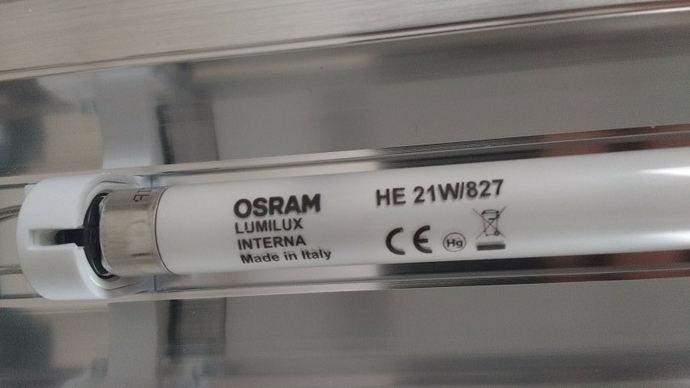 OSRAM
LUMILUX
INTERNA
Made in Italy
HE 21W/827
CE Hg